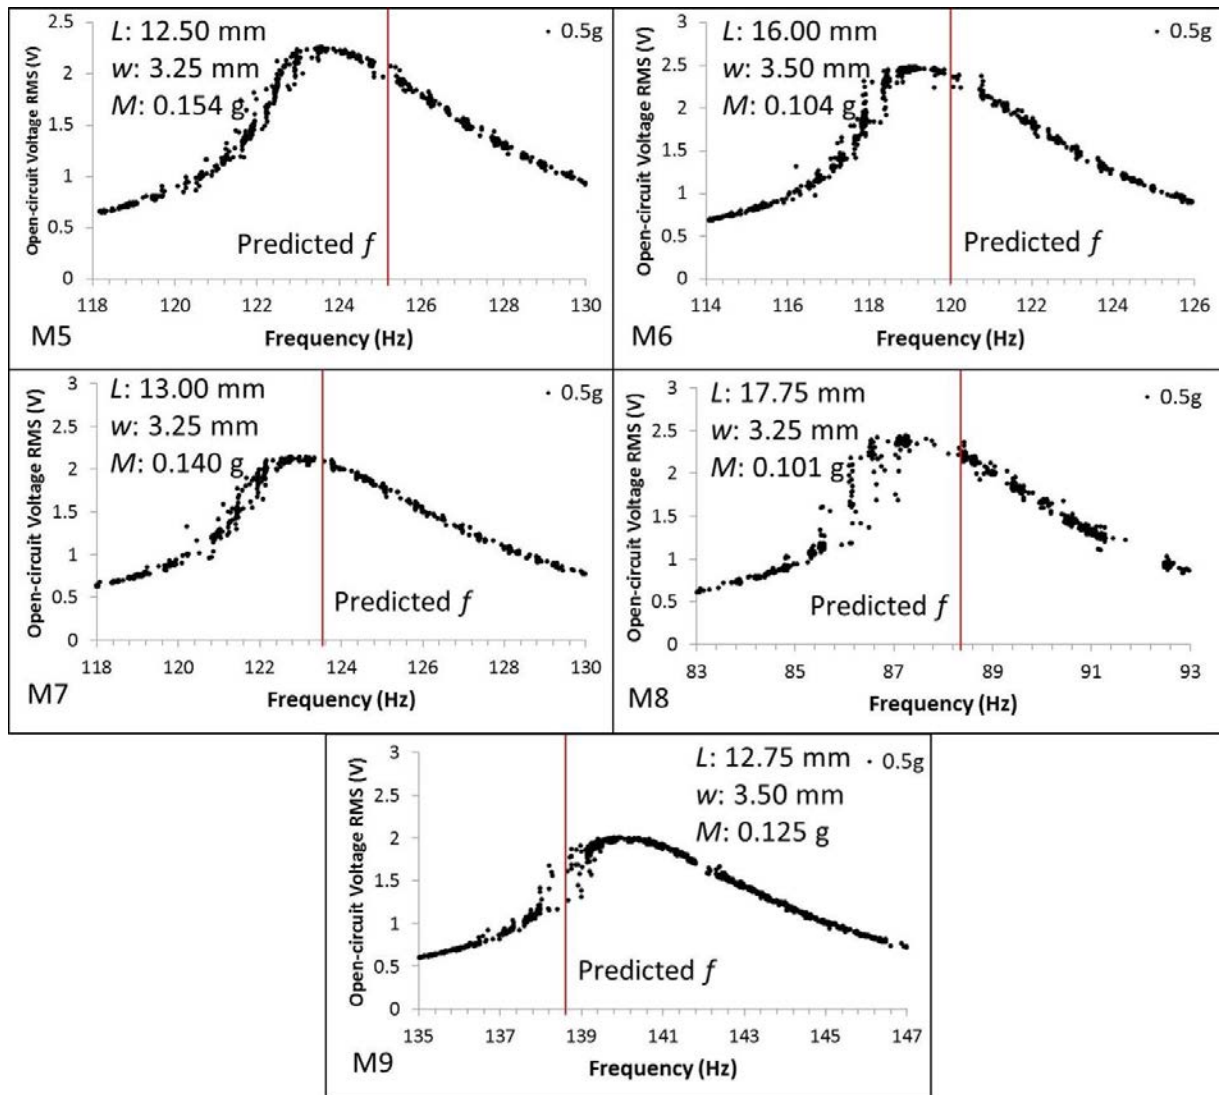 L: 12.50 mm
w: 3.25 mm
M: 0.154 g
0.5g
Open-circuit Voltage RMS (V)
2.5
2
1.5
1
0.5
0
Predicted f
118 120 122 124 126 128 130
Frequency (Hz)
M5
L: 16.00 mm
w: 3.50 mm
M: 0.104 g
0.5g
Open-circuit Voltage RMS (V)
3
2.5
2
1.5
1
0.5
0
Predicted f
114 116 118 120 122 124 126
Frequency (Hz)
M6
L: 13.00 mm
w: 3.25 mm
M: 0.140 g
0.5g
Open-circuit Voltage RMS (V)
3
2.5
2
1.5
1
0.5
0
Predicted f
118 120 122 124 126 128 130
Frequency (Hz)
M7
L: 17.75 mm
w: 3.25 mm
M: 0.101 g
0.5g
Open-circuit Voltage RMS (V)
3
2.5
2
1.5
1
0.5
0
Predicted f
83 85 87 89 91 93
Frequency (Hz)
M8
L: 12.75 mm
w: 3.50 mm
M: 0.125 g
0.5g
Open-circuit Voltage RMS (V)
3
2.5
2
1.5
1
0.5
0
Predicted f
135 137 139 141 143 145 147
Frequency (Hz)
M9